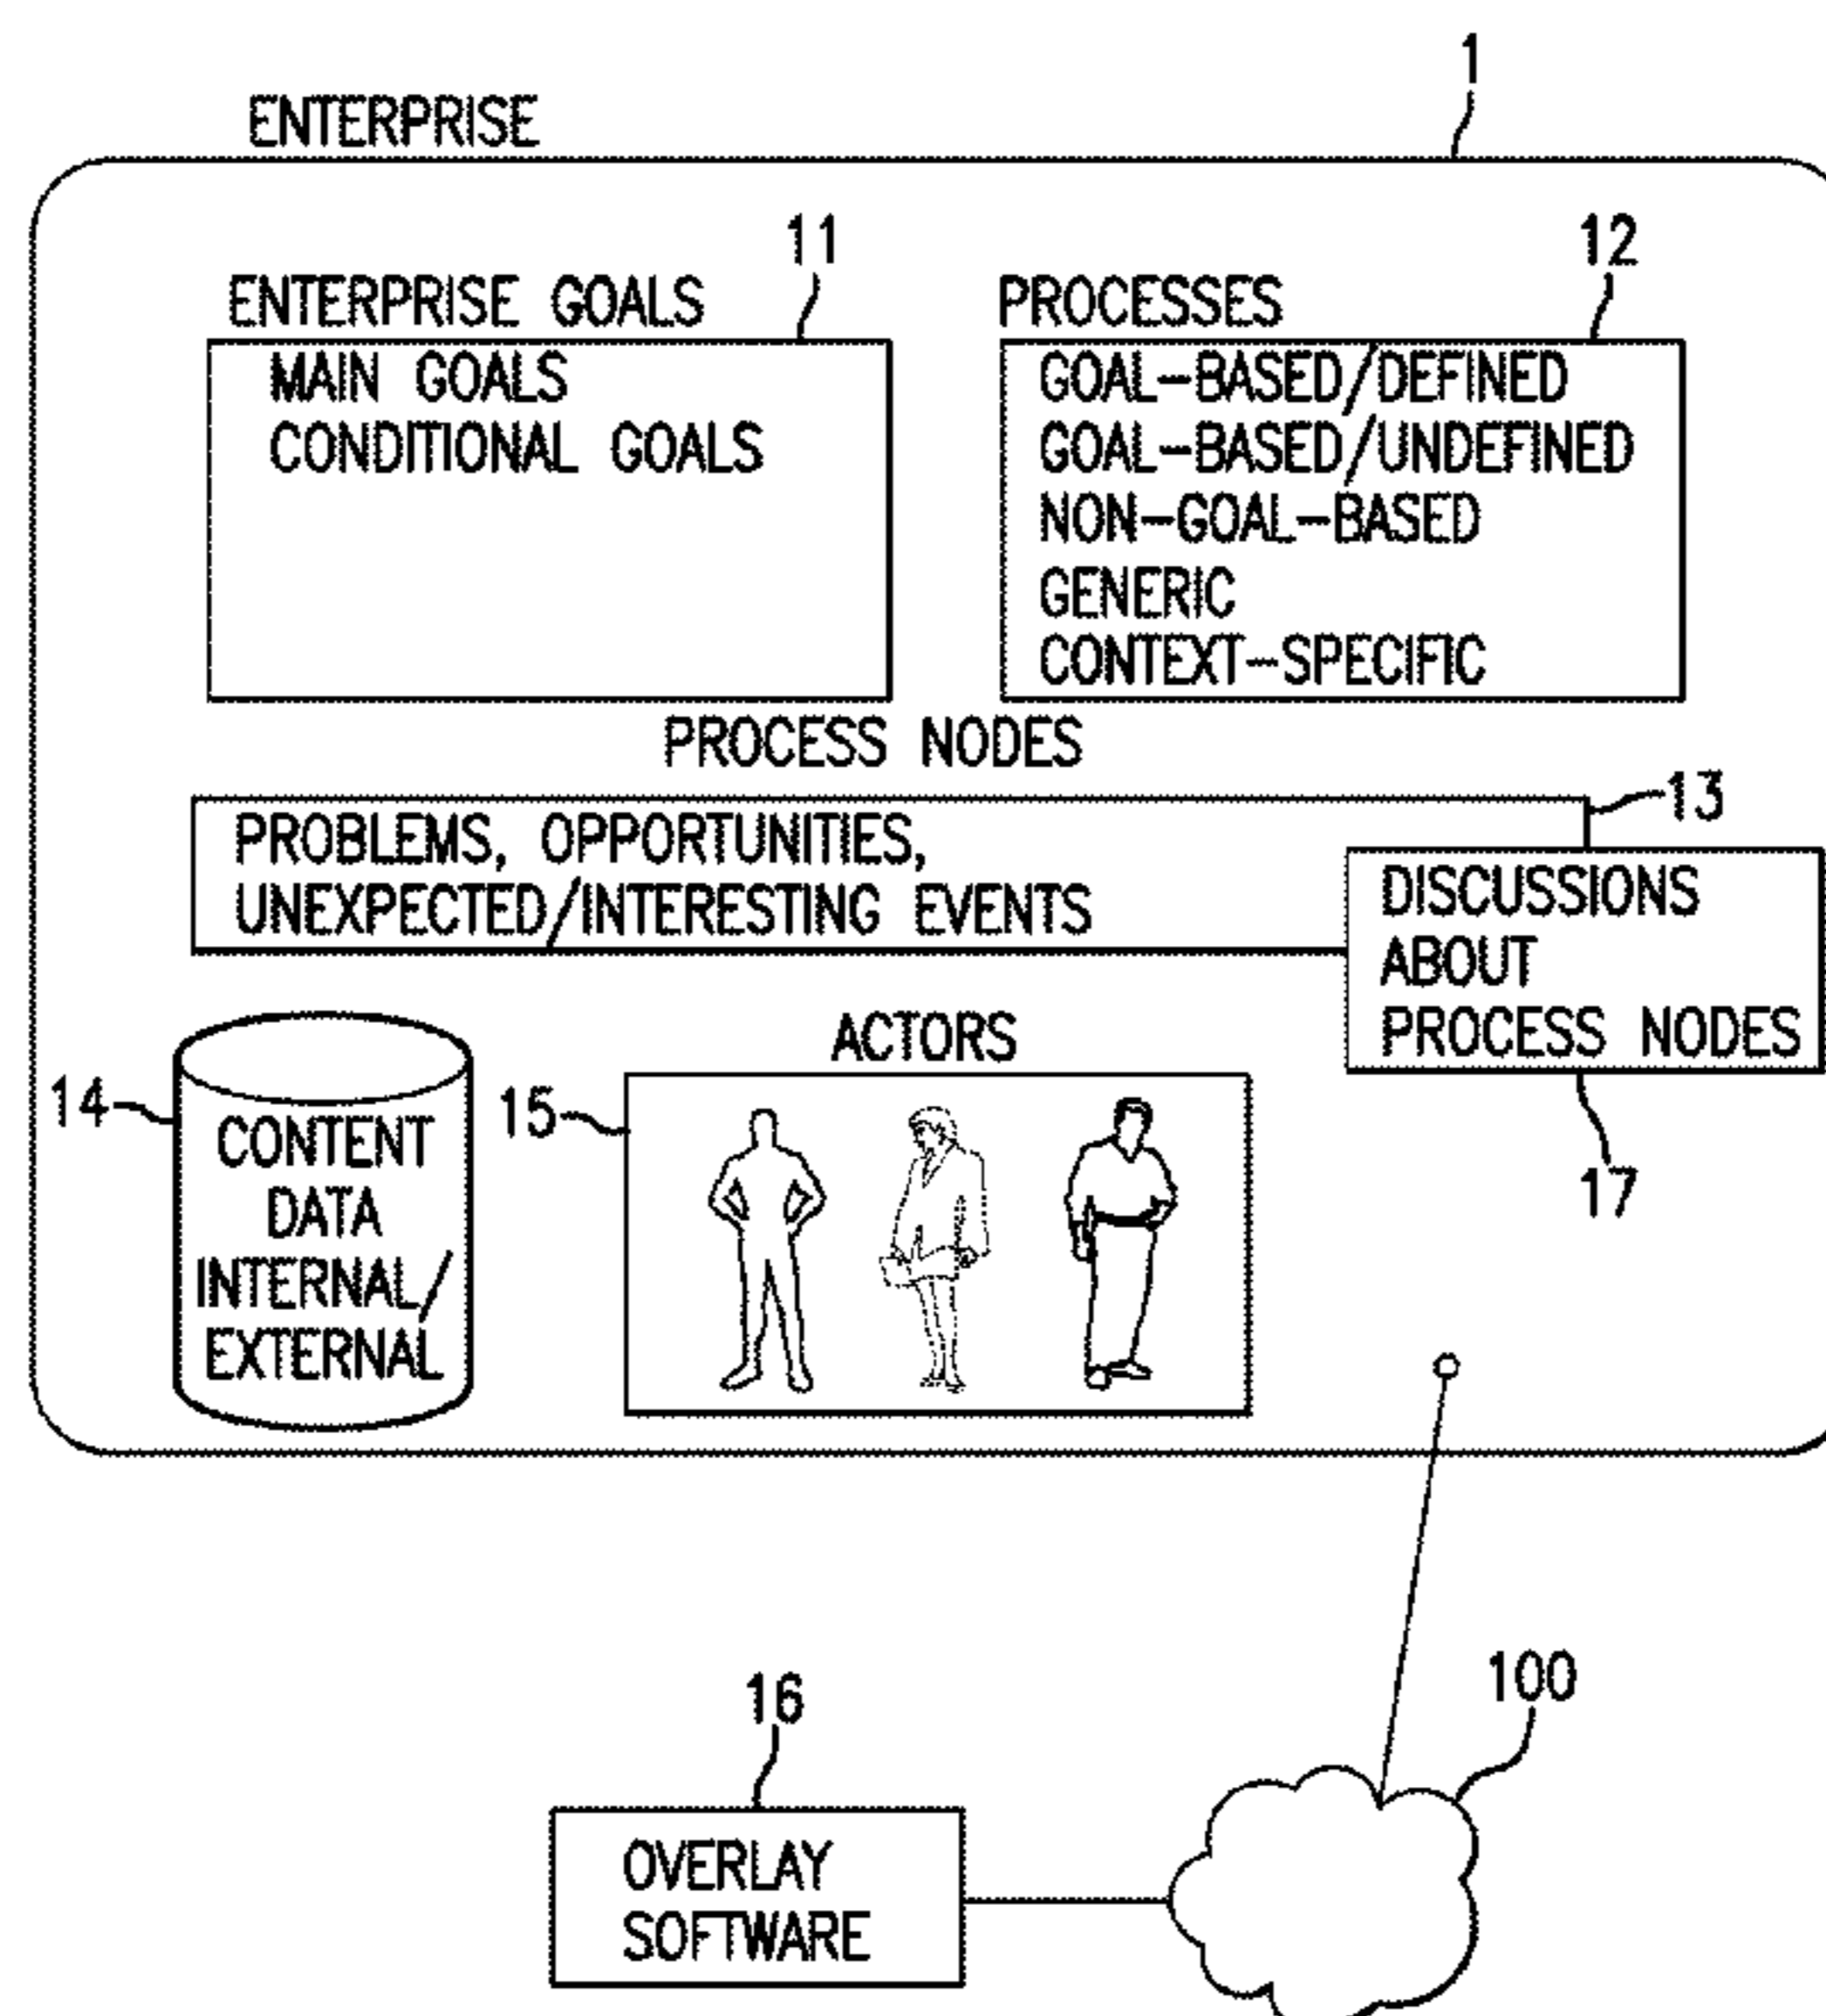 1
ENTERPRISE
11
12
ENTERPRISE GOALS
PROCESSES
MAIN GOALS
CONDITIONAL GOALS
GOAL-BASED/DEFINED
GOAL-BASED/UNDEFINED
NON-GOAL-BASED
GENERIC
CONTEXT-SPECIFIC
PROCESS NODES
13
PROBLEMS, OPPORTUNITIES,
UNEXPECTED/INTERESTING EVENTS
DISCUSSIONS
ABOUT
PROCESS NODES
17
14
CONTENT
DATA
INTERNAL/
EXTERNAL
ACTORS
15
16
OVERLAY
SOFTWARE
100